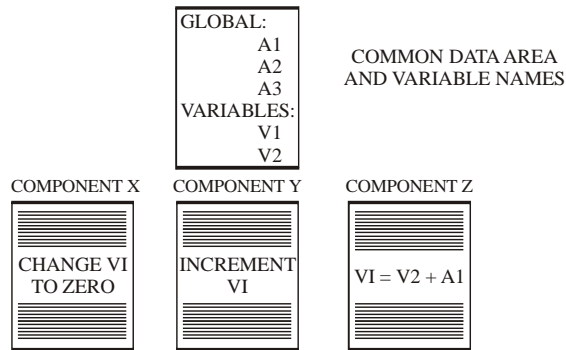 GLOBAL:
A1
A2
A3
VARIABLES:
V1
V2
COMMON DATA AREA
AND VARIABLE NAMES
COMPONENT X
COMPONENT Y
COMPONENT Z
CHANGE VI
TO ZERO
INCREMENT
VI
VI = V2 + A1